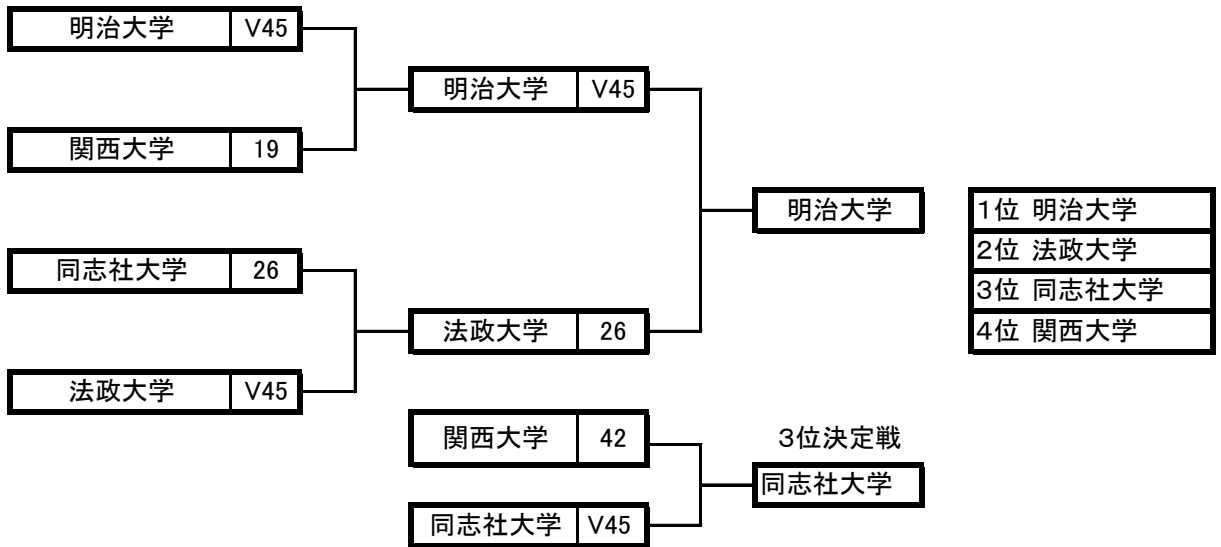 明治大学 V45
関西大学 19
同志社大学 26
法政大学 V45
明治大学 V45
法政大学 26
明治大学
関西大学 42
同志社大学 V45
3位決定戦
同志社大学
1位 明治大学
2位 法政大学
3位 同志社大学
4位 関西大学